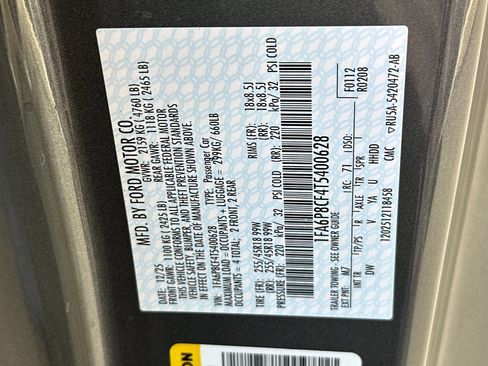 MFD. BY FORD MOTOR CO.
DATE: 12/25
GVWR: 2159 KG (4760 LB)
FRONT GAWR: 1100 KG (2425 LB)
REAR GAWR: 1118 KG (2465 LB)
THIS VEHICLE CONFORMS TO ALL APPLICABLE FEDERAL MOTOR VEHICLE
SAFETY, BUMPER, AND THEFT PREVENTION STANDARDS
IN EFFECT ON THE DATE OF MANUFACTURE SHOWN ABOVE.
VIN: 1FA6P8CF4T5400628
TYPE: Passenger Car
MAXIMUM LOAD = OCCUPANTS + LUGGAGE = 299KG/ 660LB
OCCUPANTS = 4 TOTAL: 2 FRONT: 2 REAR
TIRE (FR): 255/45R18 99W
RIMS (FR): 18x8.5J
TIRE (RR): 255/45R18 99W
RIMS (RR): 18x8.5J
PRESSURE (FR): 220 kPa/ 32 PSI COLD
(RR): 220 kPa/ 32 PSI COLD
1FA6P8CF4T5400628
TRAILER TOWING - SEE OWNER GUIDE
F0112
R0208
EXT PNT: M7
RC: 71
DSO:
TP/PS R AXLE TR SPR
DW V YA U HHDD
1202512118458
CMC
▽RU5A-5420472-AB